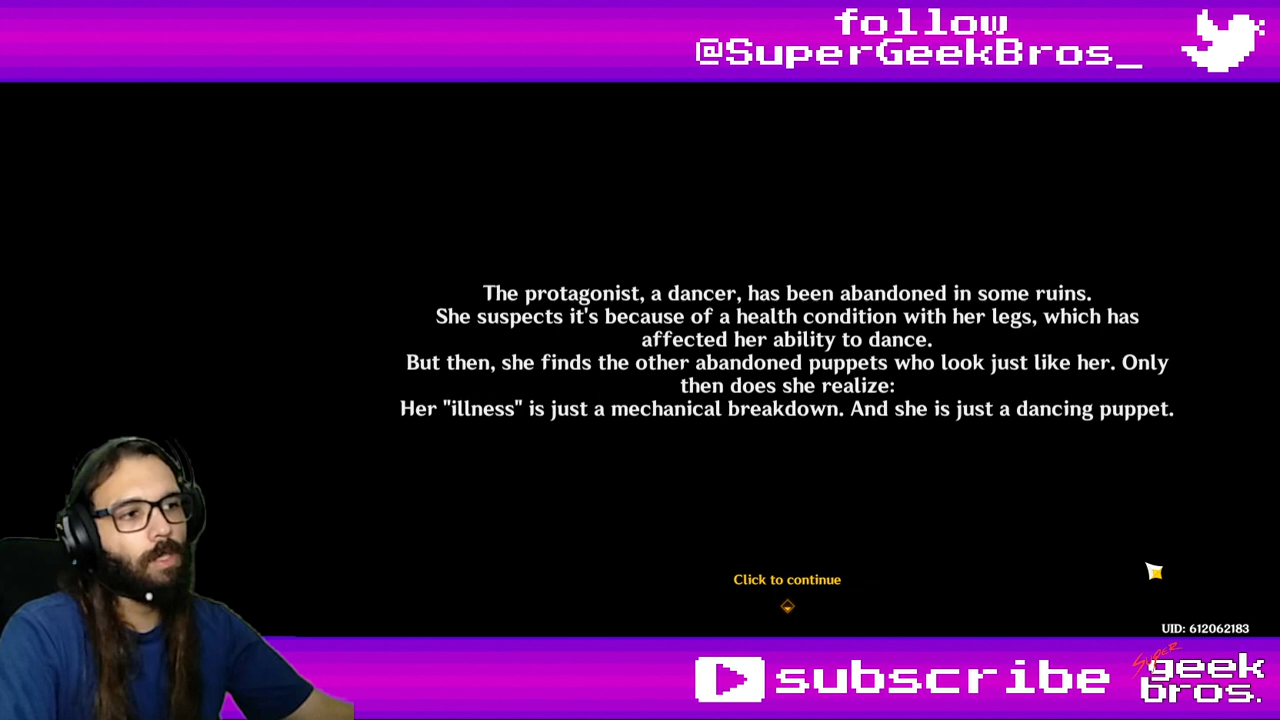 follow
@SuperGeekBros_
The protagonist, a dancer, has been abandoned in some ruins.
She suspects it's because of a health condition with her legs, which has
affected her ability to dance.
But then, she finds the other abandoned puppets who look just like her. Only
then does she realize:
Her "illness" is just a mechanical breakdown. And she is just a dancing puppet.
Click to continue
UID: 612062183
subscribe
SUPER
geek
bros.